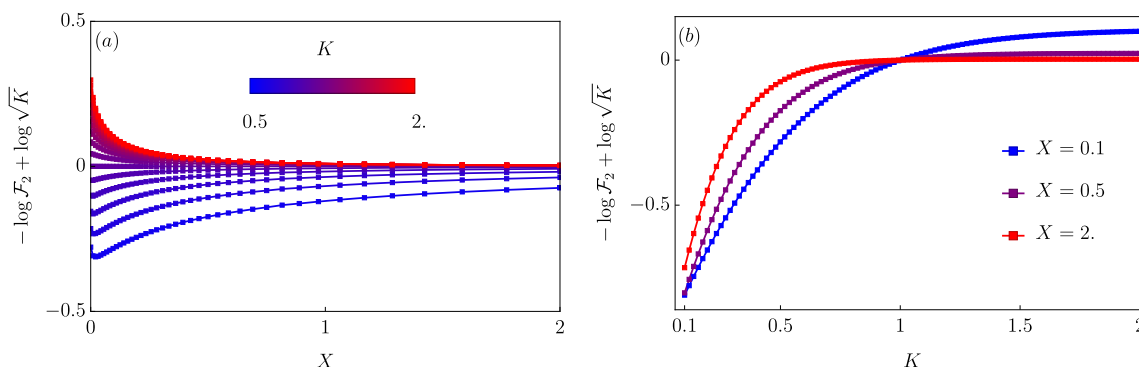 (a)
K
0.5 2.
0.5
0
−0.5
− log F₂ + log √K
0 1 2
X
(b)
0
−0.5
− log F₂ + log √K
X = 0.1
X = 0.5
X = 2.
0.1 0.5 1 1.5 2
K